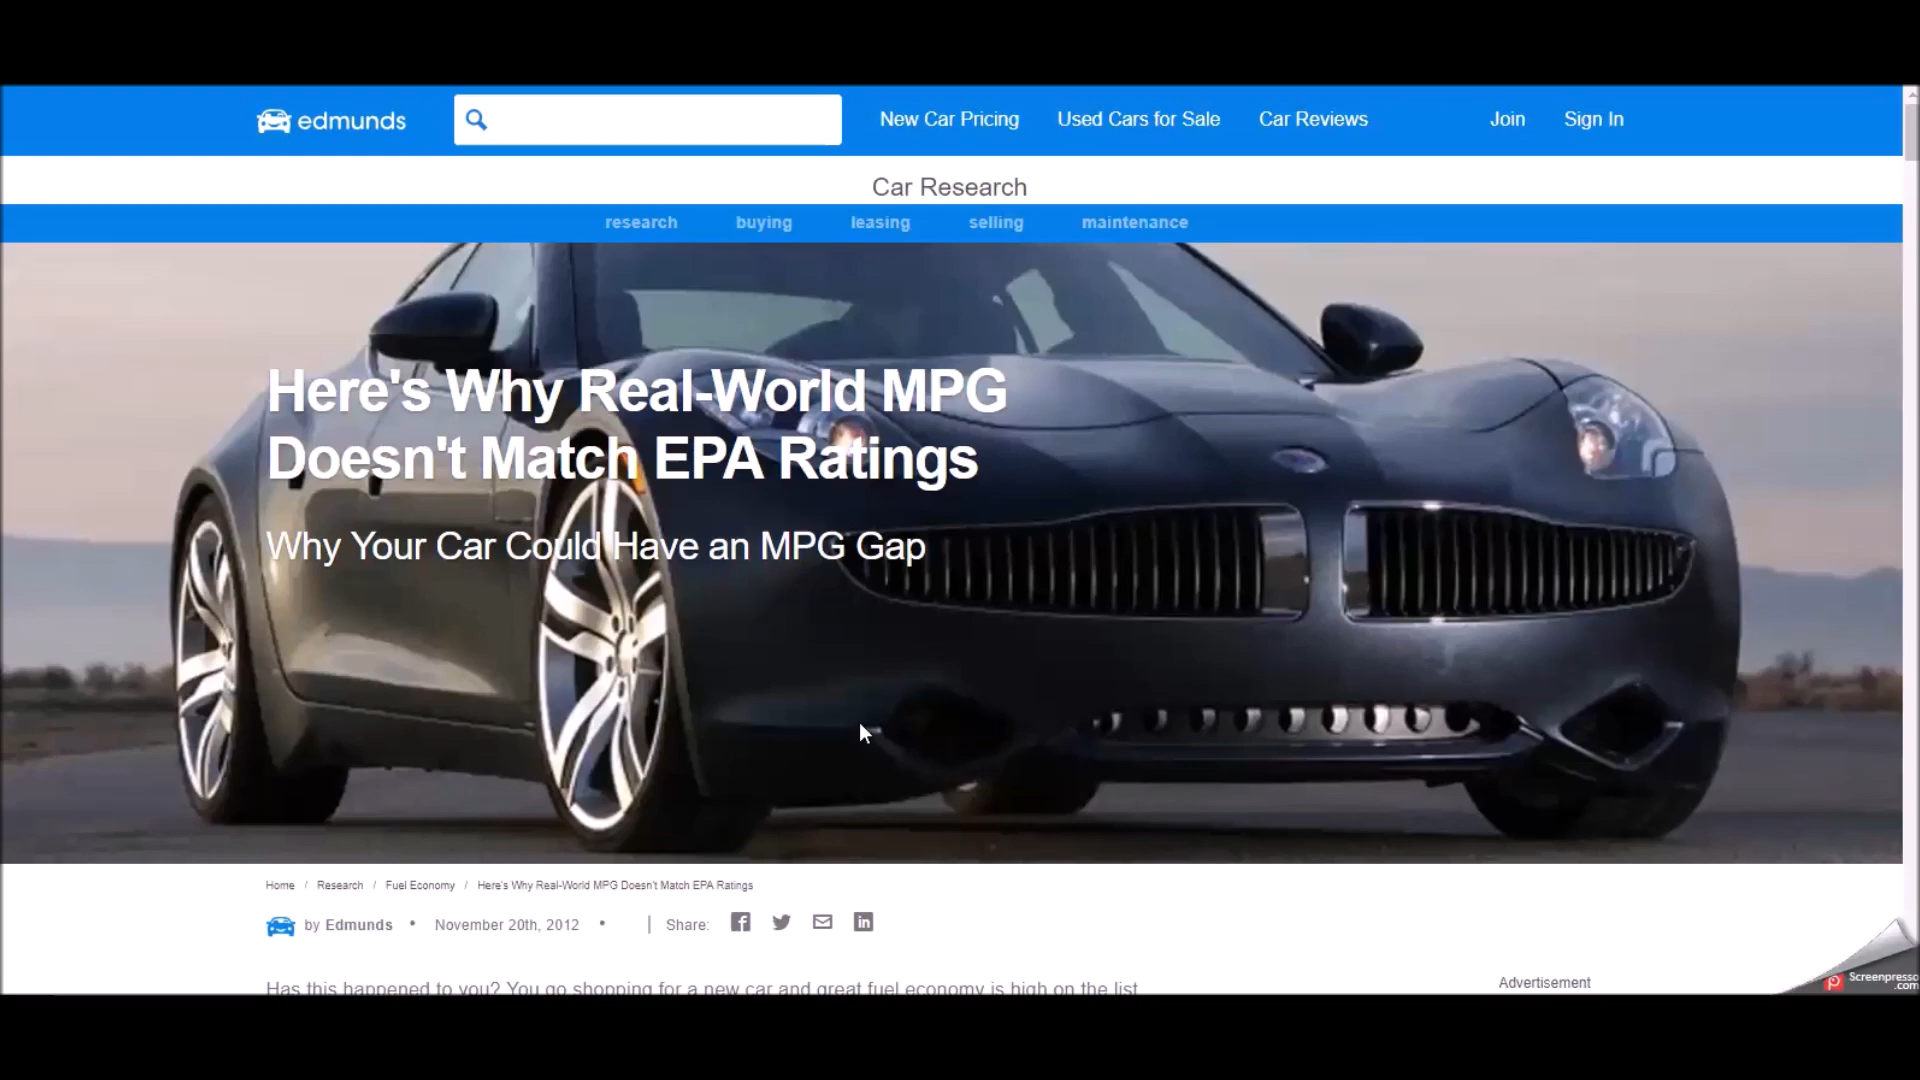 edmunds
New Car Pricing
Used Cars for Sale
Car Reviews
Join
Sign In
Car Research
research
buying
leasing
selling
maintenance
Here's Why Real-World MPG
Doesn't Match EPA Ratings
Why Your Car Could Have an MPG Gap
Home / Research / Fuel Economy / Here's Why Real-World MPG Doesn't Match EPA Ratings
by Edmunds • November 20th, 2012 • | Share:
Has this happened to you? You go shopping for a new car and great fuel economy is high on the list
Advertisement
Screenpresso
.com